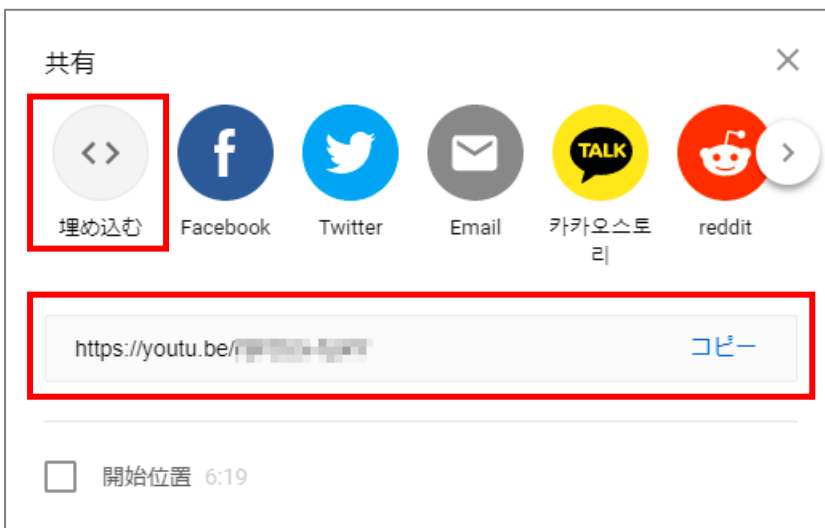 共有
埋め込む
Facebook
Twitter
Email
TALK
카카오스토
리
reddit
https://youtu.be/
コピー
開始位置 6:19